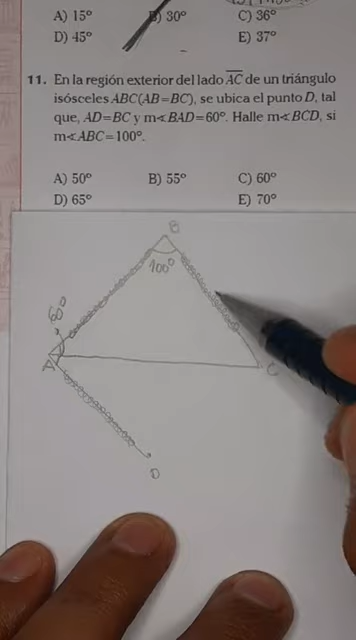 A) 15° B) 30° C) 36°
D) 45° E) 37°
11. En la región exterior del lado AC de un triángulo
isósceles ABC(AB=BC), se ubica el punto D, tal
que, AD=BC y m∢BAD=60°. Halle m∢BCD, si
m∢ABC=100°.
A) 50° B) 55° C) 60°
D) 65° E) 70°
B
100°
60°
A
C
D